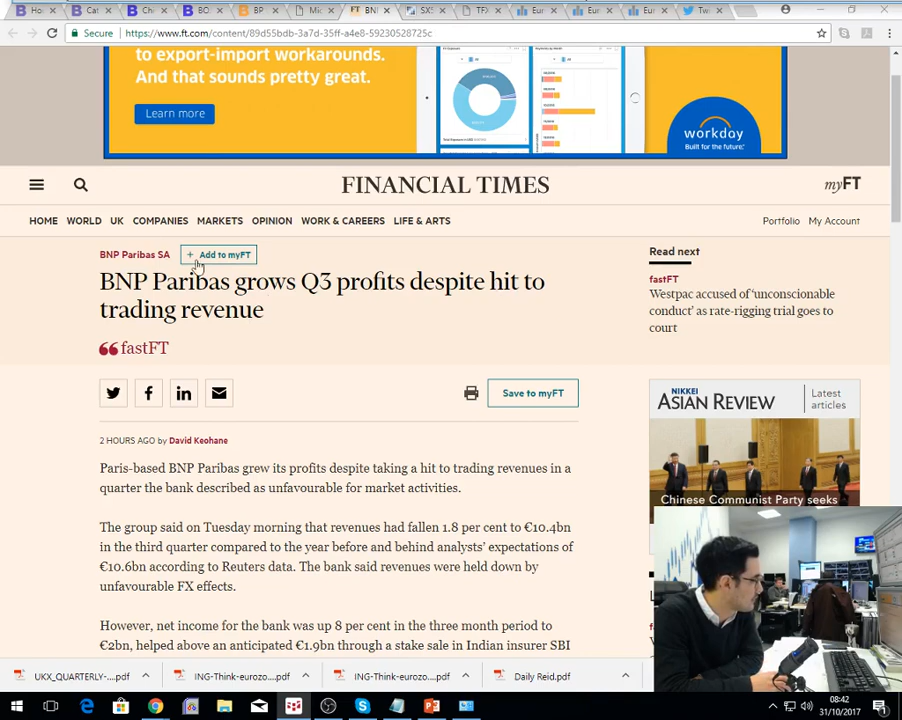 Secure
https://www.ft.com/content/89d55bdb-3a7d-35ff-a4e8-59230528725c
to export-import workarounds.
And that sounds pretty great.
Learn more
workday
Built for the future.
FINANCIAL TIMES
myFT
HOME WORLD UK COMPANIES MARKETS OPINION WORK & CAREERS LIFE & ARTS
Portfolio My Account
BNP Paribas SA
+ Add to myFT
BNP Paribas grows Q3 profits despite hit to
trading revenue
fastFT
Save to myFT
2 HOURS AGO by David Keohane
Paris-based BNP Paribas grew its profits despite taking a hit to trading revenues in a
quarter the bank described as unfavourable for market activities.
The group said on Tuesday morning that revenues had fallen 1.8 per cent to €10.4bn
in the third quarter compared to the year before and behind analysts' expectations of
€10.6bn according to Reuters data. The bank said revenues were held down by
unfavourable FX effects.
However, net income for the bank was up 8 per cent in the three month period to
€2bn, helped above an anticipated €1.9bn through a stake sale in Indian insurer SBI
Read next
fastFT
Westpac accused of 'unconscionable
conduct' as rate-rigging trial goes to
court
NIKKEI
ASIAN REVIEW
Latest
articles
Chinese Communist Party seeks
UKX_QUARTERLY-....pdf
ING-Think-eurozo....pdf
ING-Think-eurozo....pdf
Daily Reid.pdf
08:42
31/10/2017